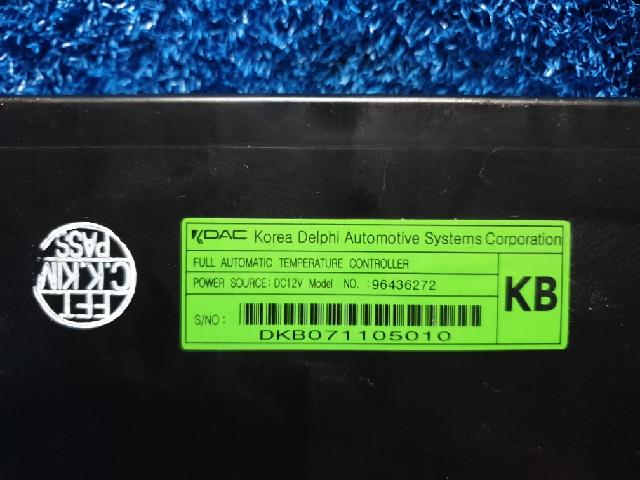 KDAC Korea Delphi Automotive Systems Corporation
FULL AUTOMATIC TEMPERATURE CONTROLLER
POWER SOURCE: DC12V Model NO. :96436272
KB
S/NO :
DKB071105010
EFT
C.K.KIM
PASS